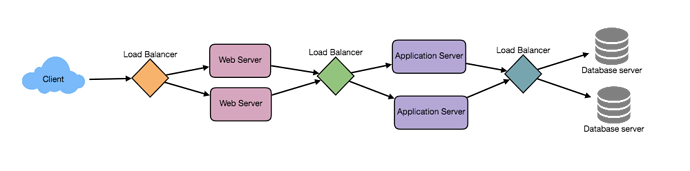 Client
Load Balancer
Web Server
Web Server
Load Balancer
Application Server
Application Server
Load Balancer
Database server
Database server